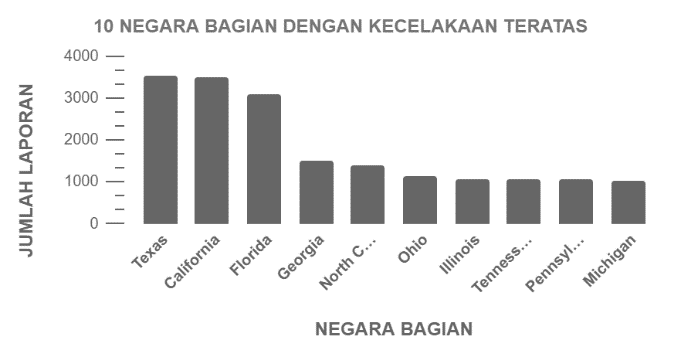 10 NEGARA BAGIAN DENGAN KECELAKAAN TERATAS
JUMLAH LAPORAN
4000
3000
2000
1000
0
Texas
California
Florida
Georgia
North C...
Ohio
Illinois
Tenness...
Pennsyl...
Michigan
NEGARA BAGIAN